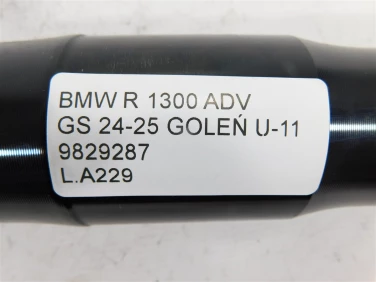 BMW R 1300 ADV
GS 24-25 GOLEŃ U-11
9829287
L.A229